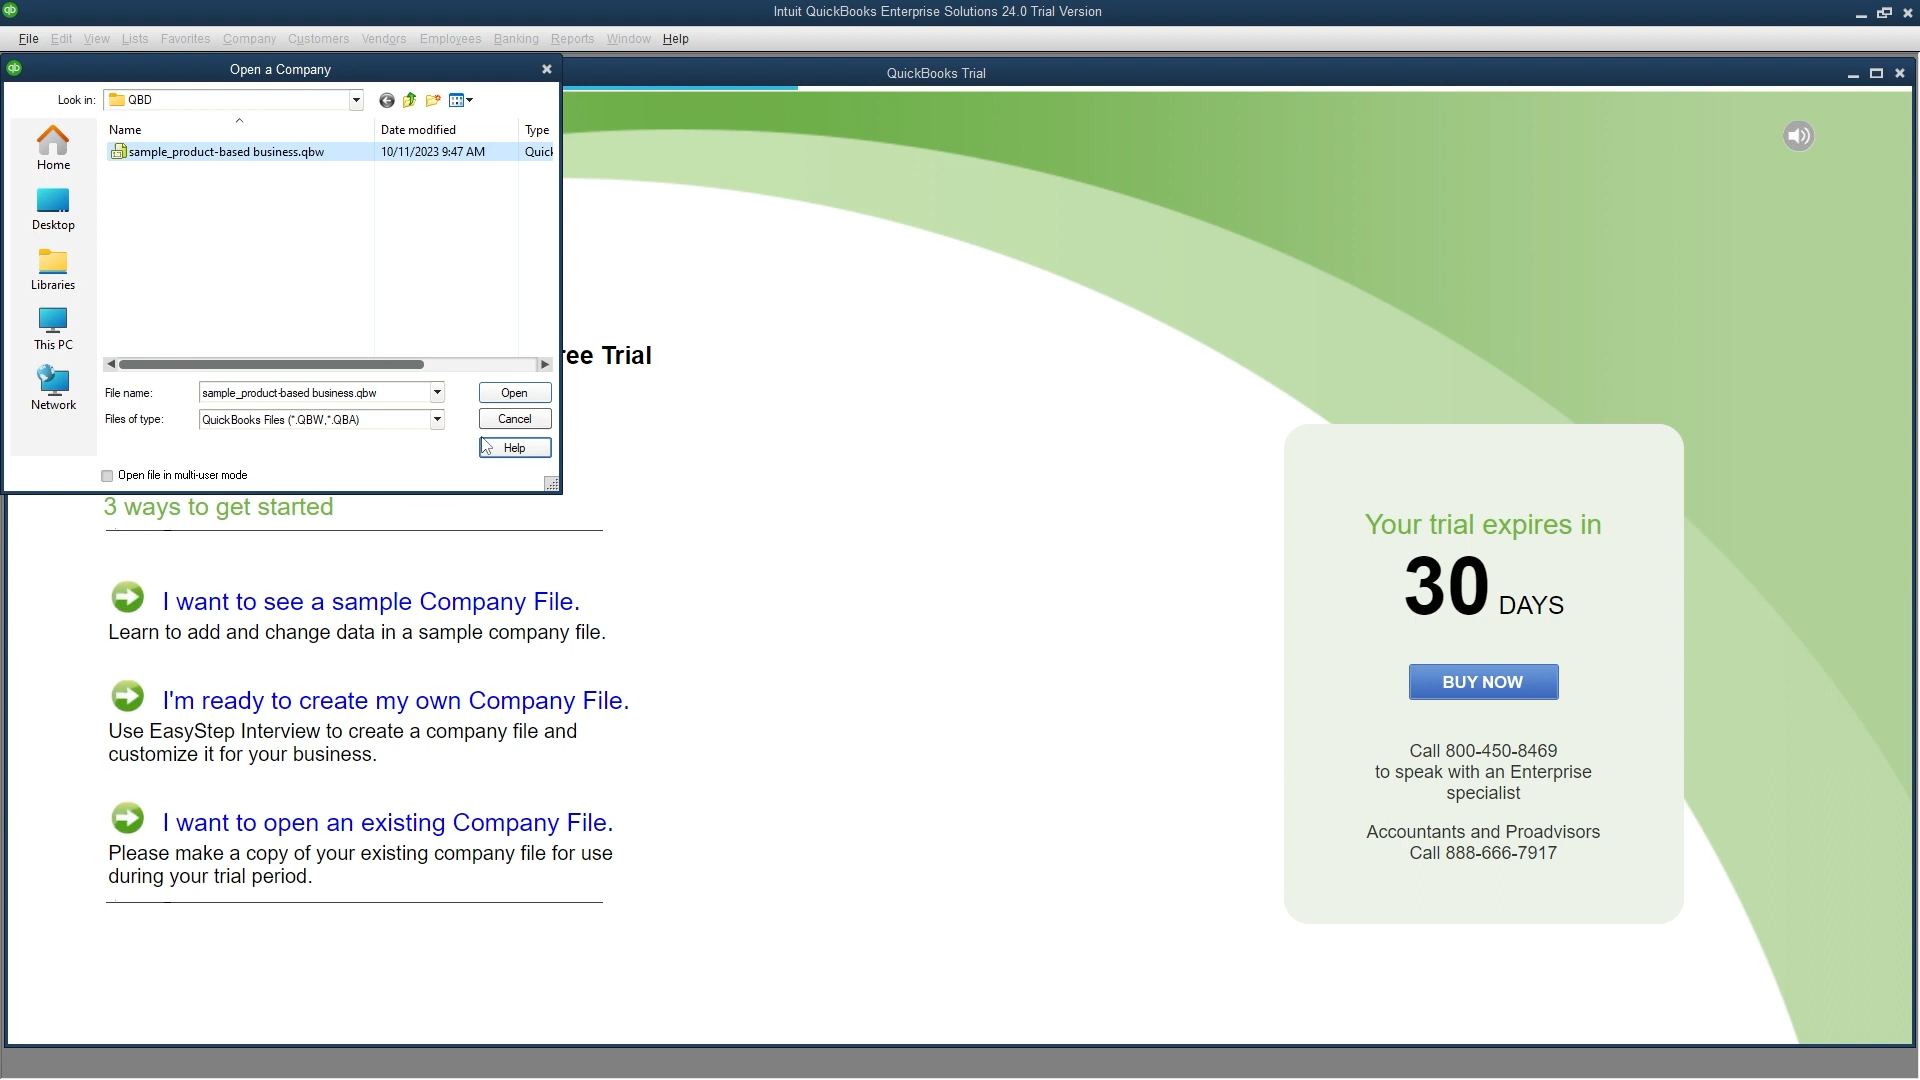 qb
Intuit QuickBooks Enterprise Solutions 24.0 Trial Version
File Edit View Lists Favorites Company Customers Vendors Employees Banking Reports Window Help
qb
Open a Company
QuickBooks Trial
Look in:
QBD
Name
Date modified
Type
sample_product-based business.qbw
10/11/2023 9:47 AM
Quick
Home
Desktop
Libraries
This PC
Network
File name:
sample_product-based business.qbw
Open
Files of type:
QuickBooks Files (*.QBW,*.QBA)
Cancel
Help
Open file in multi-user mode
ree Trial
3 ways to get started
I want to see a sample Company File.
Learn to add and change data in a sample company file.
I'm ready to create my own Company File.
Use EasyStep Interview to create a company file and
customize it for your business.
I want to open an existing Company File.
Please make a copy of your existing company file for use
during your trial period.
Your trial expires in
30 DAYS
BUY NOW
Call 800-450-8469
to speak with an Enterprise
specialist
Accountants and Proadvisors
Call 888-666-7917